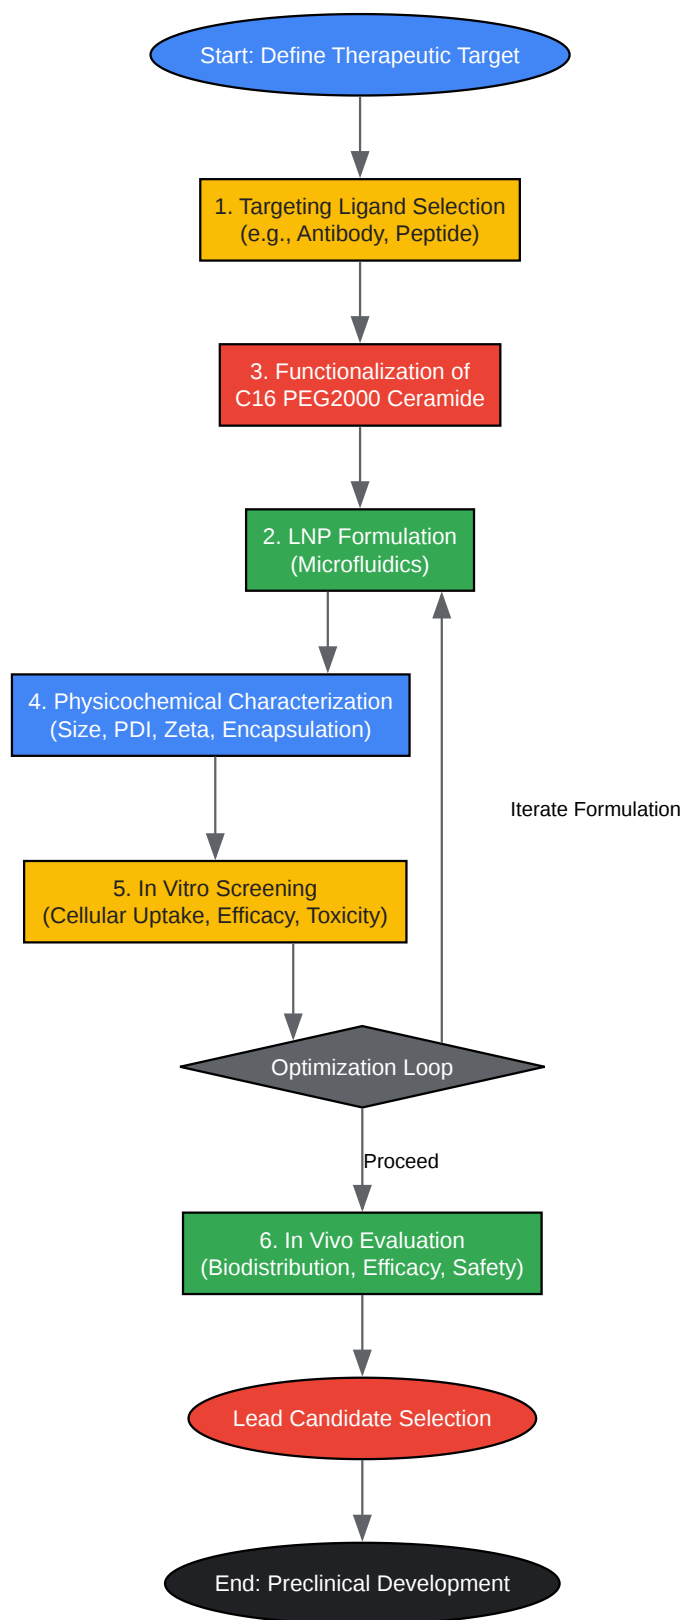 Start: Define Therapeutic Target
1. Targeting Ligand Selection
(e.g., Antibody, Peptide)
3. Functionalization of
C16 PEG2000 Ceramide
2. LNP Formulation
(Microfluidics)
4. Physicochemical Characterization
(Size, PDI, Zeta, Encapsulation)
Iterate Formulation
5. In Vitro Screening
(Cellular Uptake, Efficacy, Toxicity)
Optimization Loop
Proceed
6. In Vivo Evaluation
(Biodistribution, Efficacy, Safety)
Lead Candidate Selection
End: Preclinical Development